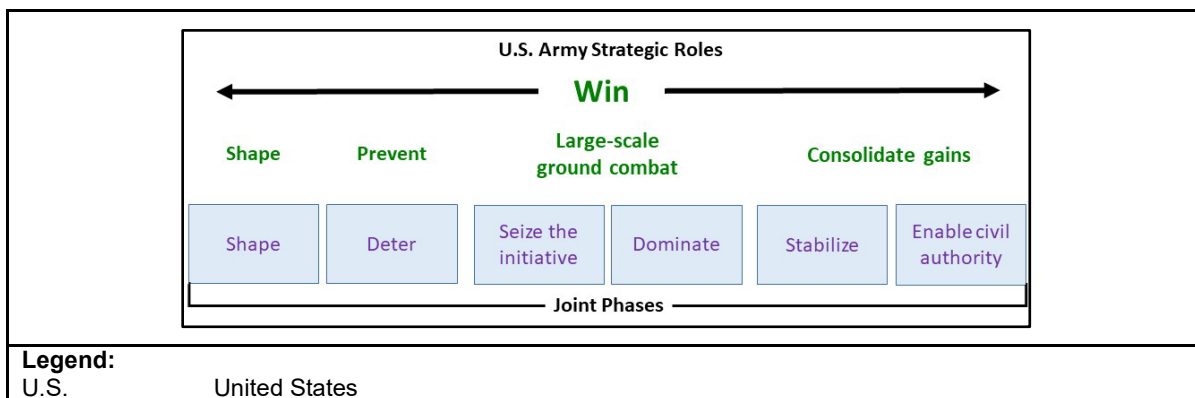 U.S. Army Strategic Roles
Win
Shape
Prevent
Large-scale
ground combat
Consolidate gains
Shape
Deter
Seize the
initiative
Dominate
Stabilize
Enable civil
authority
Joint Phases
Legend:
U.S. United States